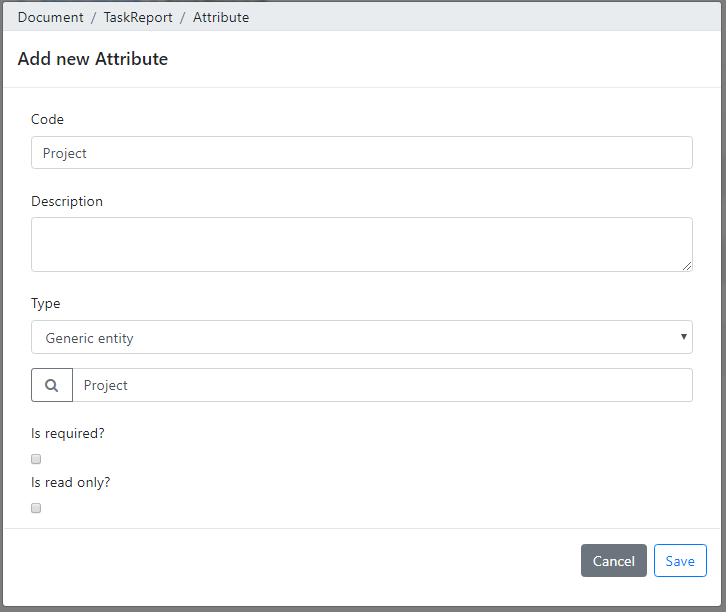 Document / TaskReport / Attribute
Add new Attribute
Code
Project
Description
Type
Generic entity
Project
Is required?
Is read only?
Cancel Save